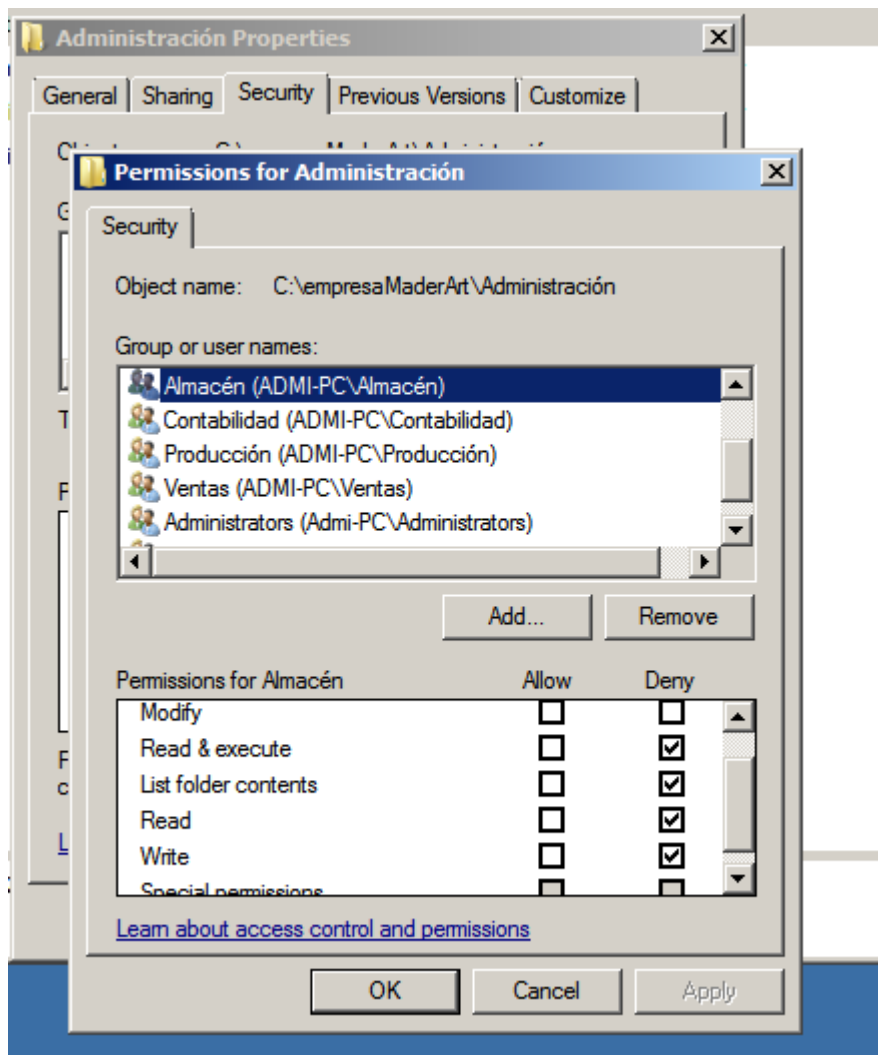 Administración Properties
General Sharing Security Previous Versions Customize
Permissions for Administración
Security
Object name: C:\empresaMaderArt\Administración
Group or user names:
Almacén (ADMI-PC\Almacén)
Contabilidad (ADMI-PC\Contabilidad)
Producción (ADMI-PC\Producción)
Ventas (ADMI-PC\Ventas)
Administrators (Admi-PC\Administrators)
Add... Remove
Permissions for Almacén Allow Deny
Modify
Read & execute
List folder contents
Read
Write
Special permissions
Learn about access control and permissions
OK Cancel Apply